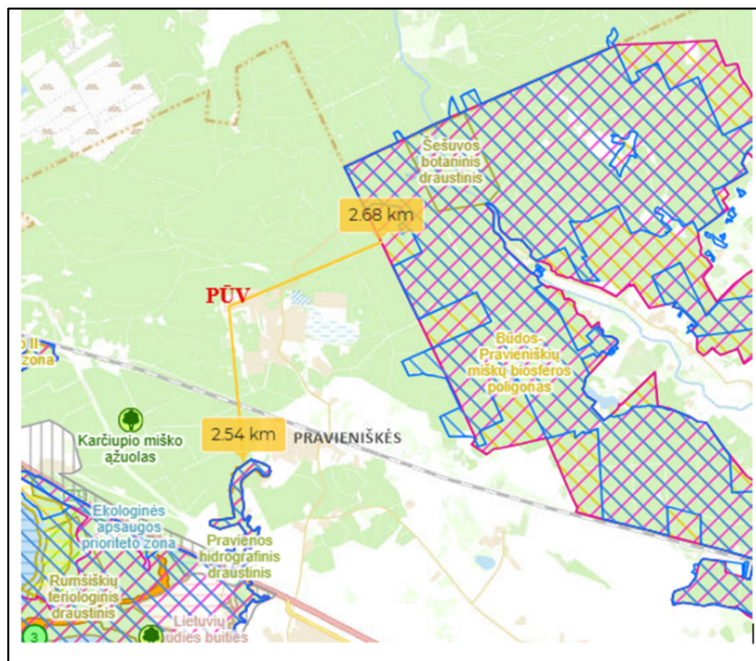 Šešuvos
botaninis
draustinis
2.68 km
PŪV
Būdos-
Pravieniškių
miškų biosferos
poligonas
o II
zona
2.54 km
PRAVIENIŠKĖS
Karčiupio miško
ąžuolas
Ekologinės
apsaugos
prioriteto zona
Pravienos
hidrografinis
draustinis
Rumšiškių
teriologinis
draustinis
Lietuvių
udies buities
3